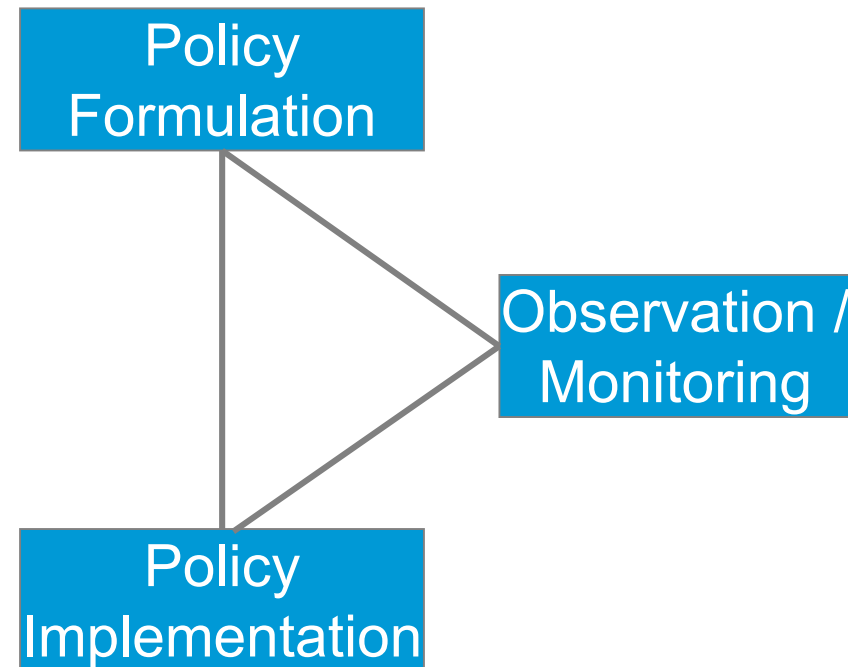 Policy
Formulation
Observation /
Monitoring
Policy
Implementation